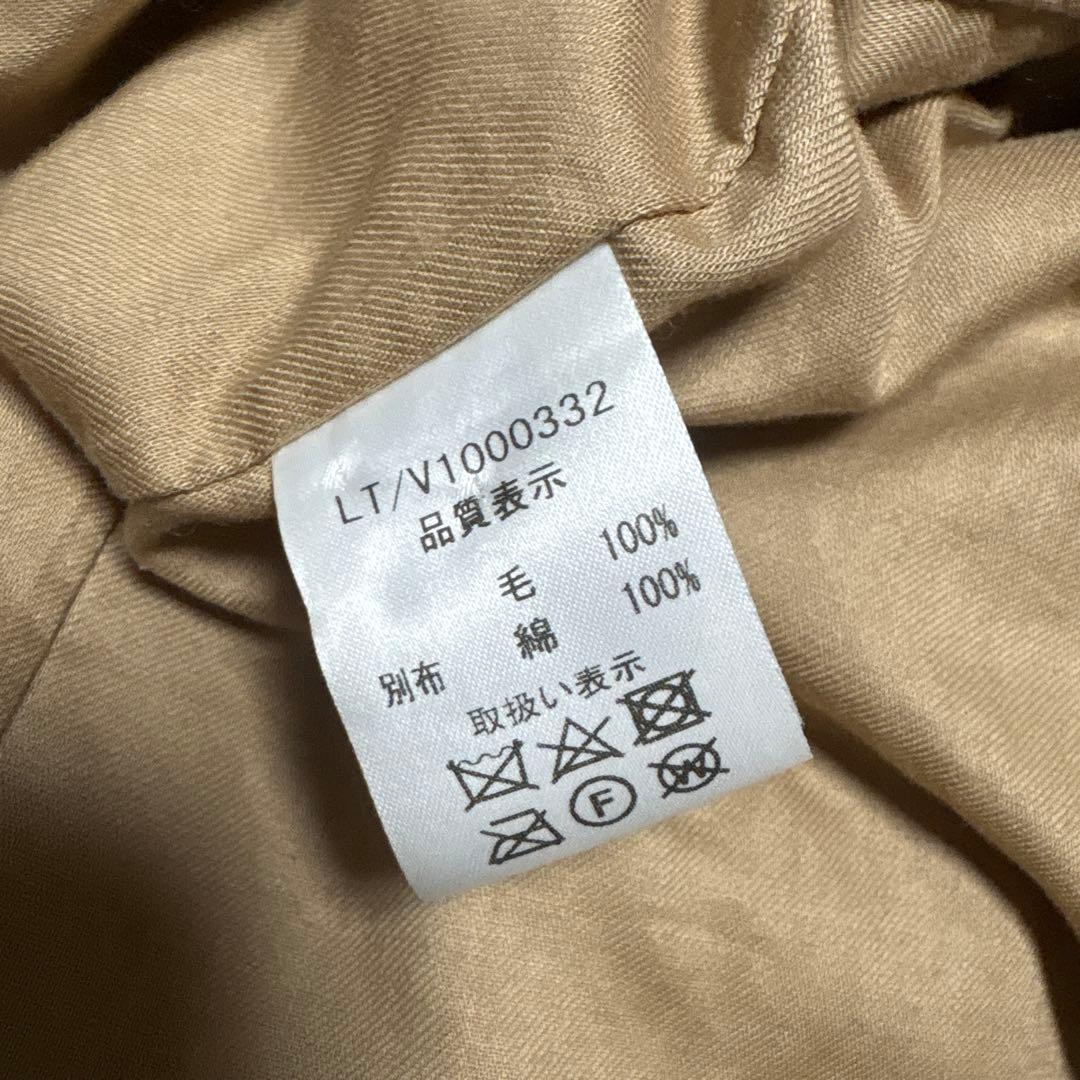 LT/V1000332
品質表示
毛 100%
別布 綿 100%
取扱い表示
F W